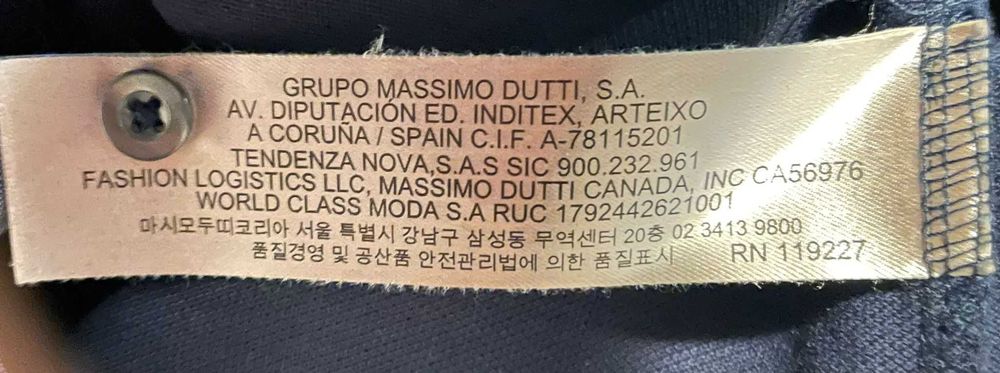 GRUPO MASSIMO DUTTI, S.A.
AV. DIPUTACIÓN ED. INDITEX, ARTEIXO
A CORUÑA / SPAIN C.I.F. A-78115201
TENDENZA NOVA,S.A.S SIC 900.232.961
FASHION LOGISTICS LLC, MASSIMO DUTTI CANADA, INC CA56976
WORLD CLASS MODA S.A RUC 1792442621001
마시모두띠코리아 서울 특별시 강남구 삼성동 무역센터 20층 02 3413 9800
품질경영 및 공산품 안전관리법에 의한 품질표시 RN 119227